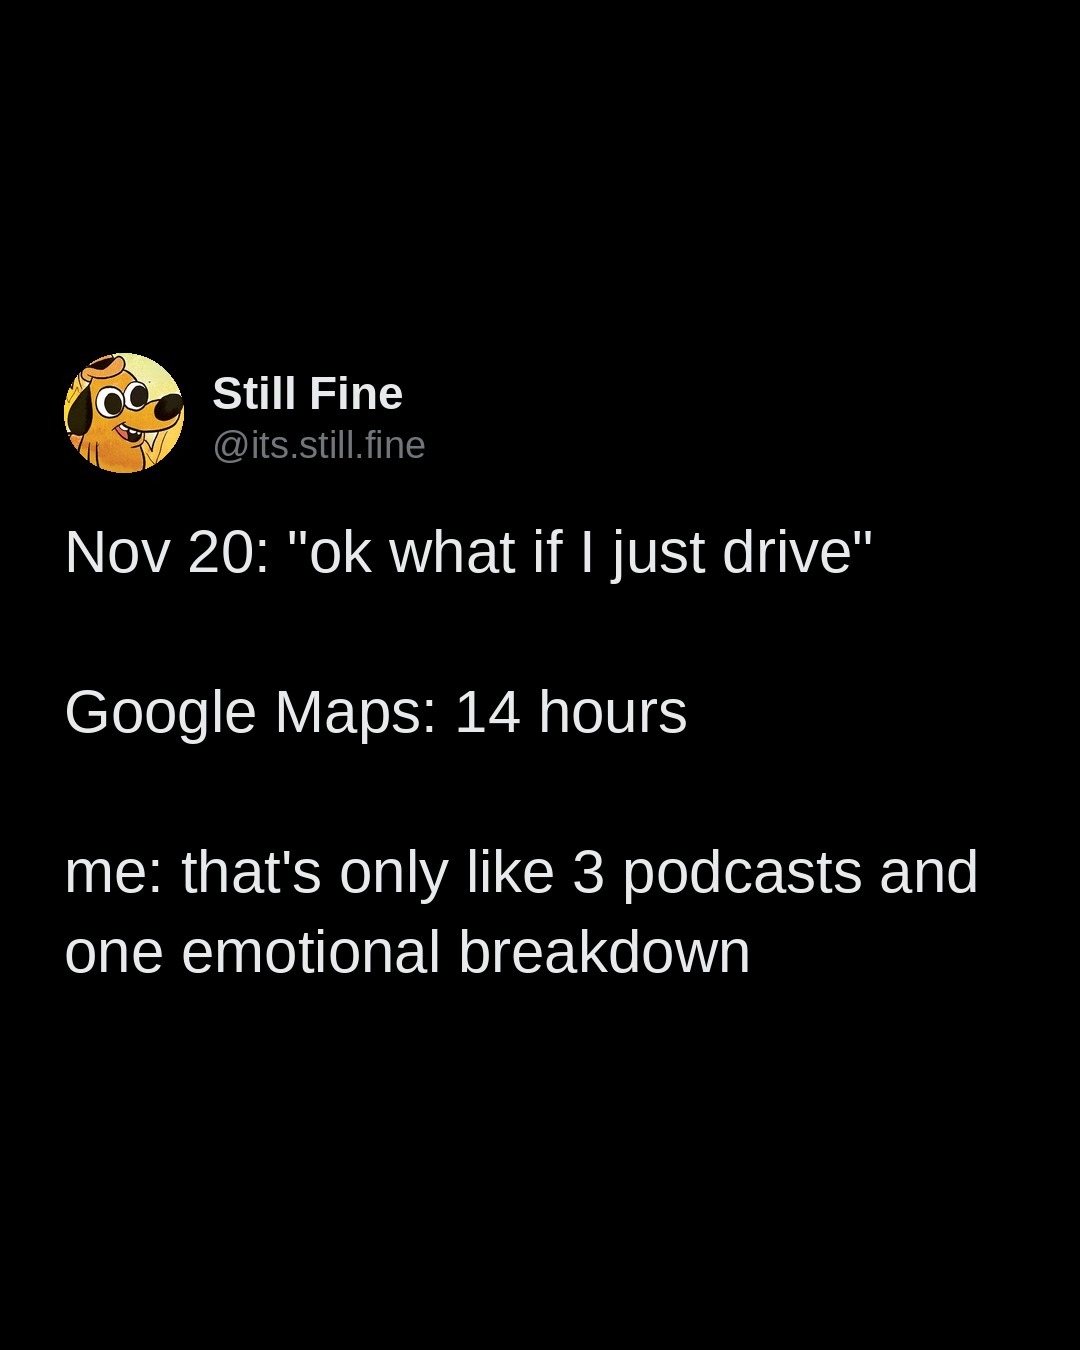 Still Fine
@its.still.fine
Nov 20: "ok what if I just drive"
Google Maps: 14 hours
me: that's only like 3 podcasts and
one emotional breakdown